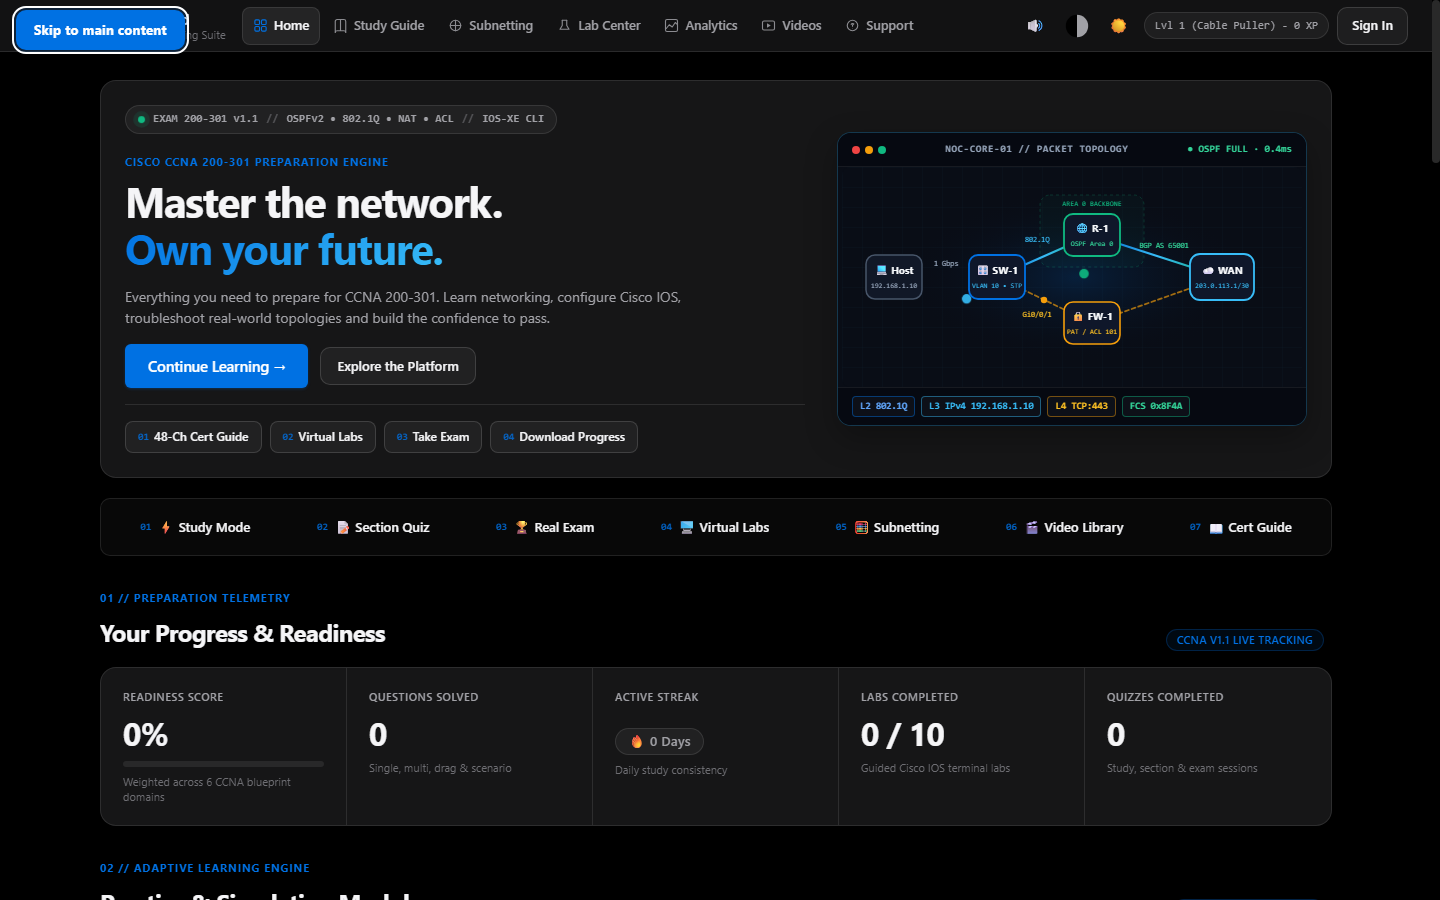 Skip to main content
ng Suite
Home
Study Guide
Subnetting
Lab Center
Analytics
Videos
Support
Lvl 1 (Cable Puller) - 0 XP
Sign In
EXAM 200-301 v1.1 // OSPFv2 • 802.1Q • NAT • ACL // IOS-XE CLI
CISCO CCNA 200-301 PREPARATION ENGINE
Master the network.
Own your future.
Everything you need to prepare for CCNA 200-301. Learn networking, configure Cisco IOS,
troubleshoot real-world topologies and build the confidence to pass.
Continue Learning →
Explore the Platform
01 48-Ch Cert Guide
02 Virtual Labs
03 Take Exam
04 Download Progress
NOC-CORE-01 // PACKET TOPOLOGY
● OSPF FULL · 0.4ms
AREA 0 BACKBONE
R-1
OSPF Area 0
802.1Q
BGP AS 65001
1 Gbps
Host
192.168.1.10
SW-1
VLAN 10 • STP
WAN
203.0.113.1/30
Gi0/0/1
FW-1
PAT / ACL 101
L2 802.1Q
L3 IPv4 192.168.1.10
L4 TCP:443
FCS 0x8F4A
01 Study Mode
02 Section Quiz
03 Real Exam
04 Virtual Labs
05 Subnetting
06 Video Library
07 Cert Guide
01 // PREPARATION TELEMETRY
Your Progress & Readiness
CCNA V1.1 LIVE TRACKING
READINESS SCORE
0%
Weighted across 6 CCNA blueprint
domains
QUESTIONS SOLVED
0
Single, multi, drag & scenario
ACTIVE STREAK
0 Days
Daily study consistency
LABS COMPLETED
0 / 10
Guided Cisco IOS terminal labs
QUIZZES COMPLETED
0
Study, section & exam sessions
02 // ADAPTIVE LEARNING ENGINE